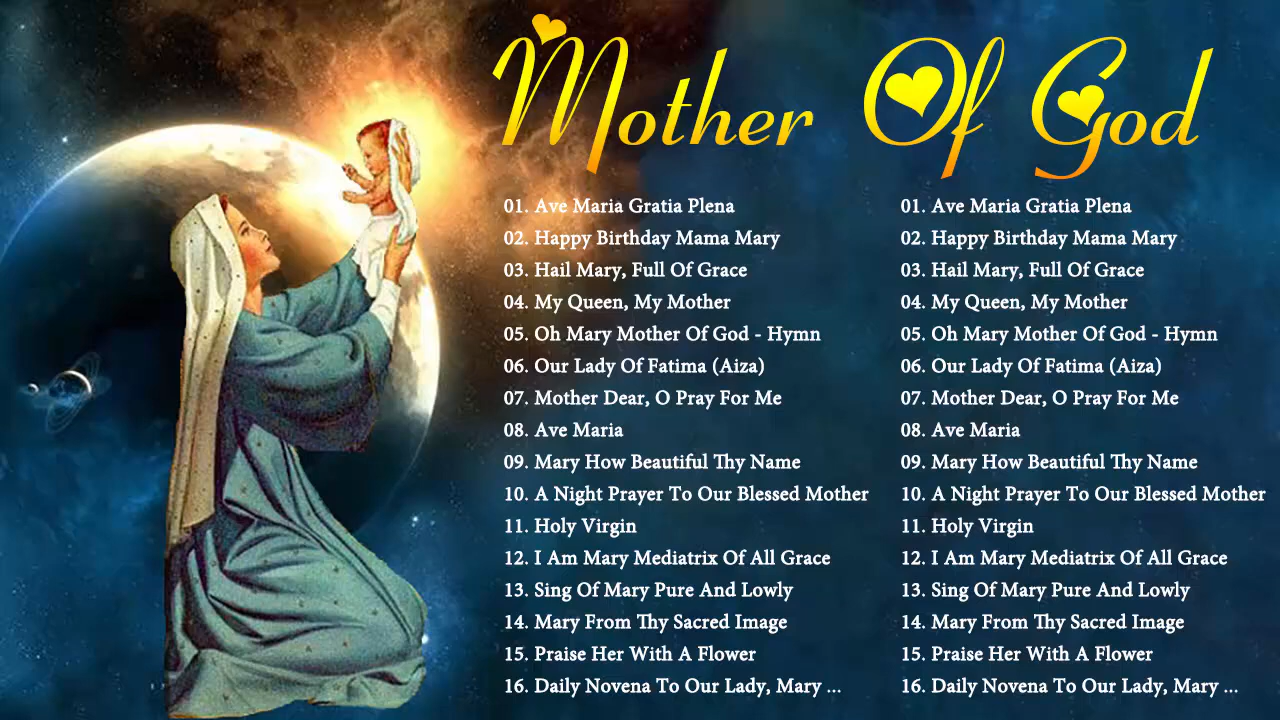 Mother Of God
01. Ave Maria Gratia Plena
02. Happy Birthday Mama Mary
03. Hail Mary, Full Of Grace
04. My Queen, My Mother
05. Oh Mary Mother Of God - Hymn
06. Our Lady Of Fatima (Aiza)
07. Mother Dear, O Pray For Me
08. Ave Maria
09. Mary How Beautiful Thy Name
10. A Night Prayer To Our Blessed Mother
11. Holy Virgin
12. I Am Mary Mediatrix Of All Grace
13. Sing Of Mary Pure And Lowly
14. Mary From Thy Sacred Image
15. Praise Her With A Flower
16. Daily Novena To Our Lady, Mary ...
01. Ave Maria Gratia Plena
02. Happy Birthday Mama Mary
03. Hail Mary, Full Of Grace
04. My Queen, My Mother
05. Oh Mary Mother Of God - Hymn
06. Our Lady Of Fatima (Aiza)
07. Mother Dear, O Pray For Me
08. Ave Maria
09. Mary How Beautiful Thy Name
10. A Night Prayer To Our Blessed Mother
11. Holy Virgin
12. I Am Mary Mediatrix Of All Grace
13. Sing Of Mary Pure And Lowly
14. Mary From Thy Sacred Image
15. Praise Her With A Flower
16. Daily Novena To Our Lady, Mary ...